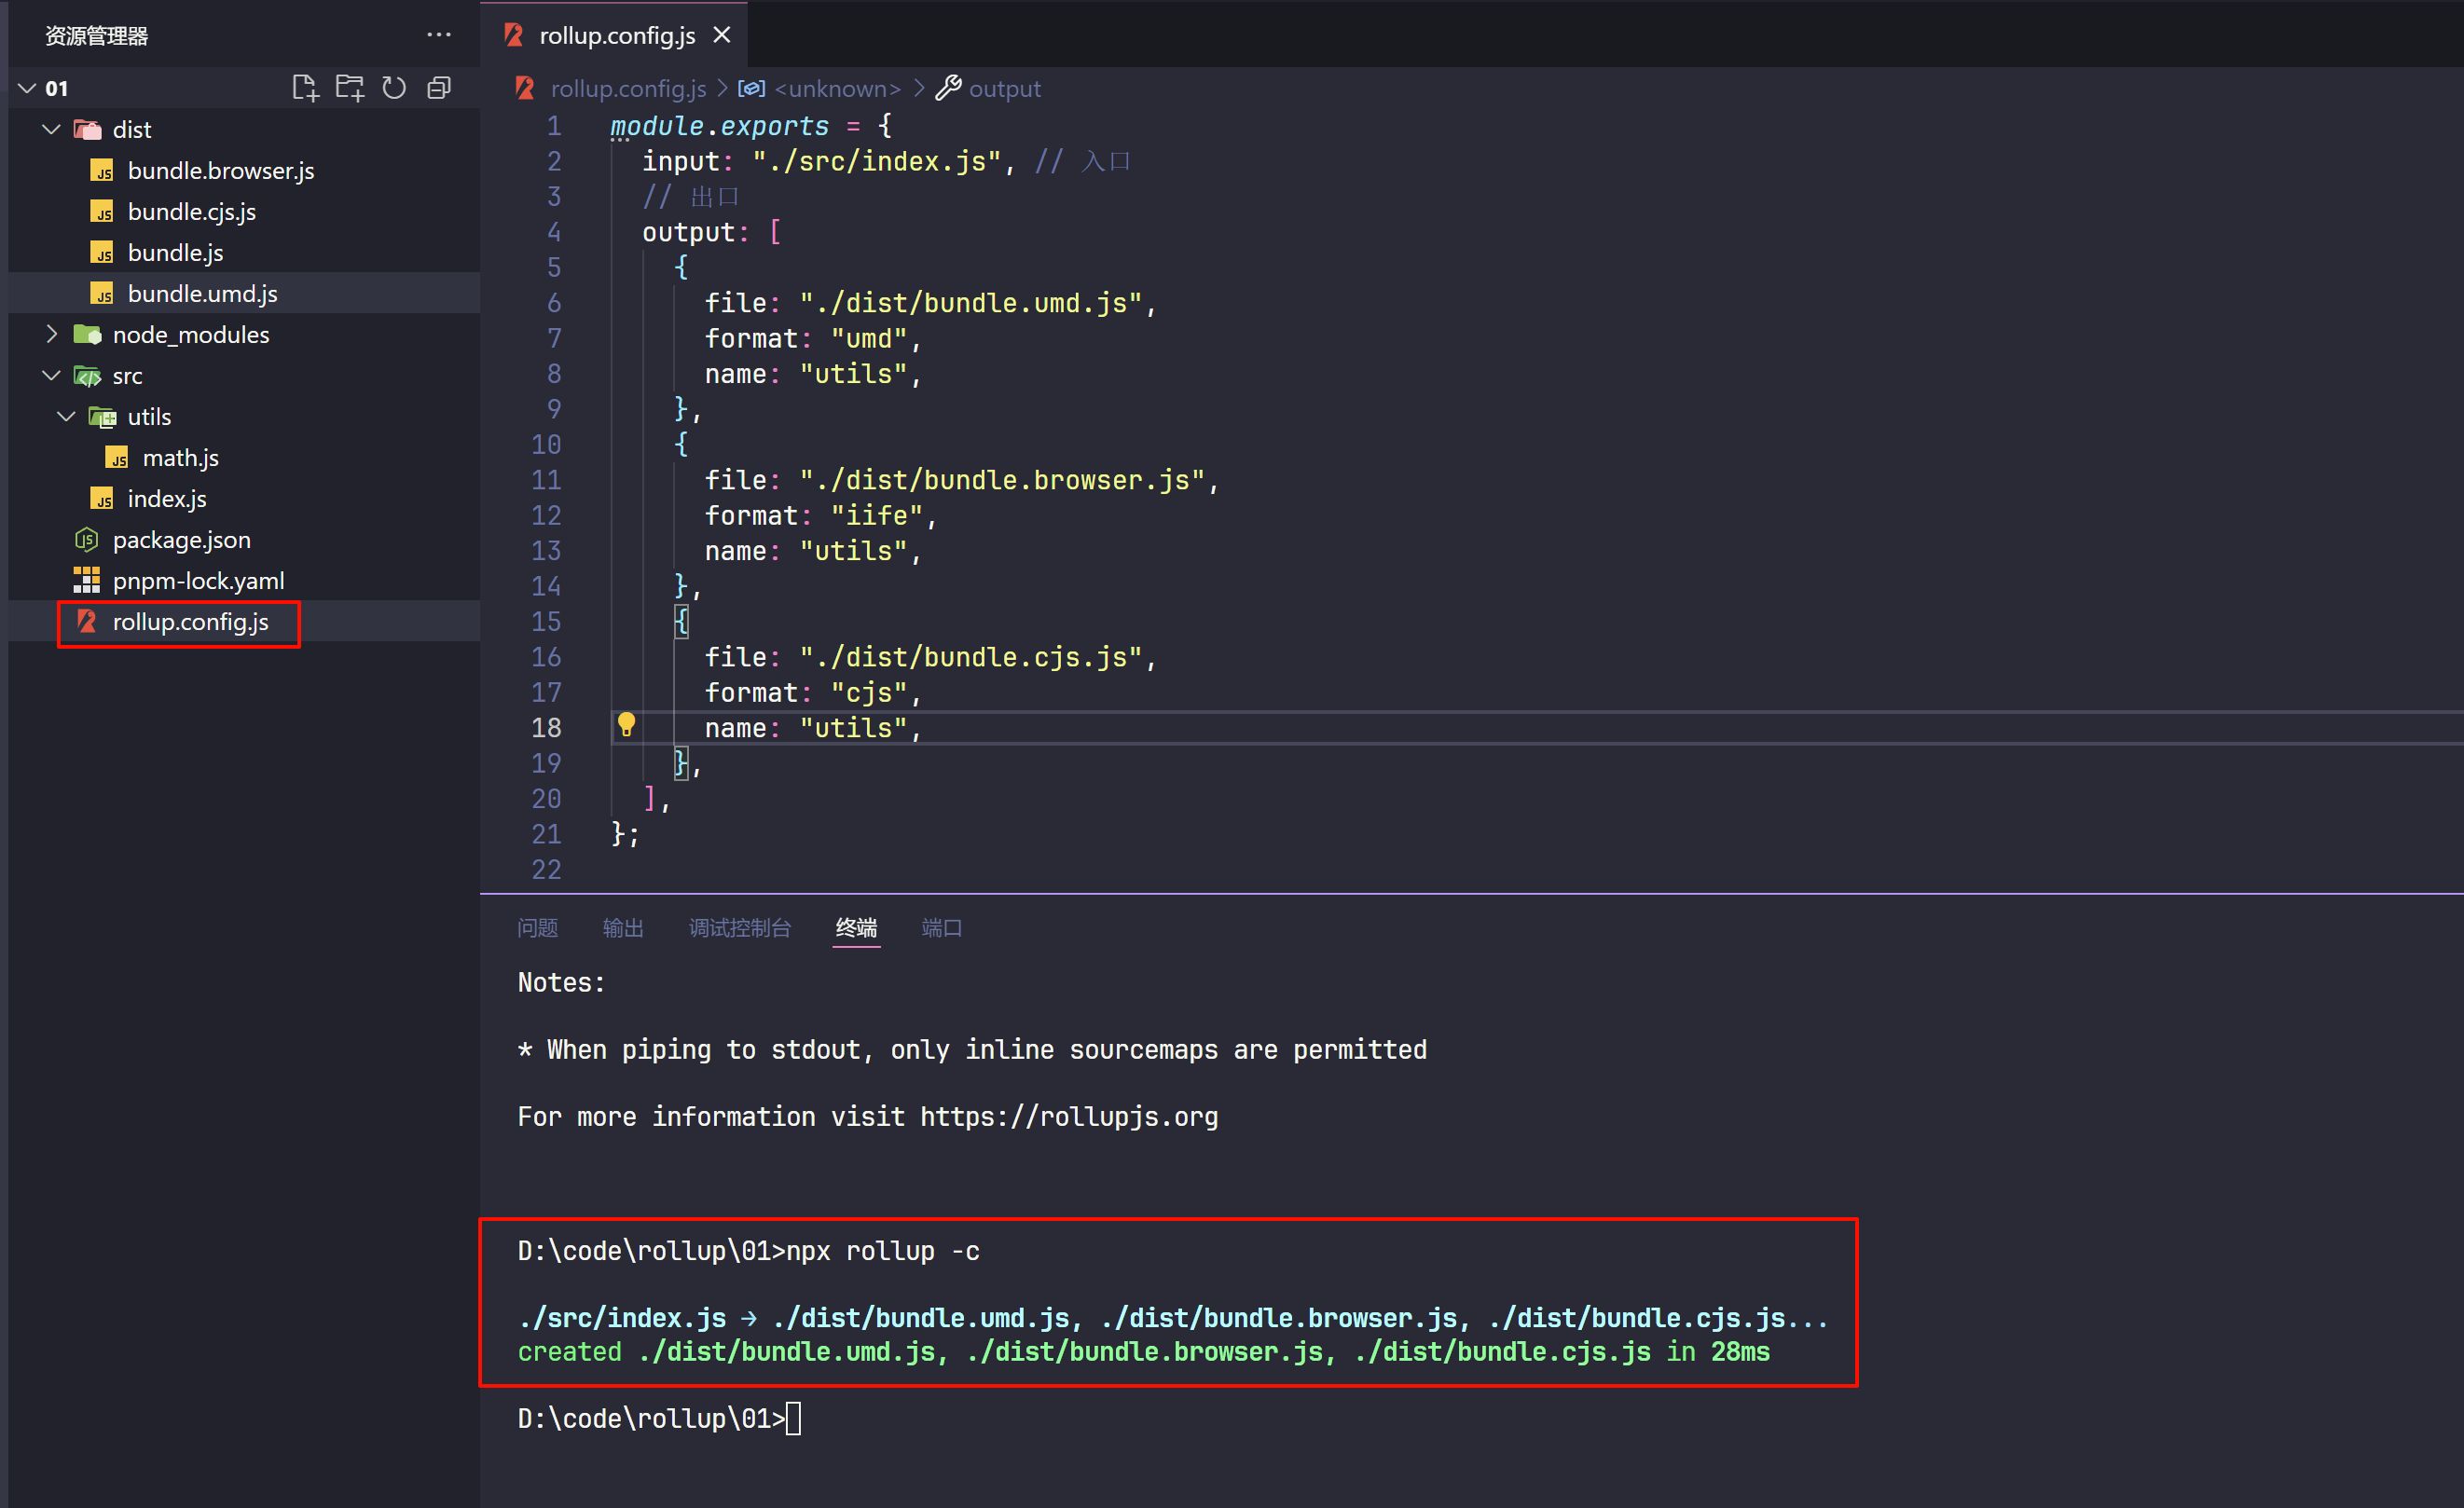 资源管理器
01
dist
bundle.browser.js
bundle.cjs.js
bundle.js
bundle.umd.js
node_modules
src
utils
math.js
index.js
package.json
pnpm-lock.yaml
rollup.config.js
rollup.config.js
rollup.config.js > <unknown> > output
1 module.exports = {
2 input: "./src/index.js", // 入口
3 // 出口
4 output: [
5 {
6 file: "./dist/bundle.umd.js",
7 format: "umd",
8 name: "utils",
9 },
10 {
11 file: "./dist/bundle.browser.js",
12 format: "iife",
13 name: "utils",
14 },
15 {
16 file: "./dist/bundle.cjs.js",
17 format: "cjs",
18 name: "utils",
19 },
20 ],
21 };
22
问题 输出 调试控制台 终端 端口
Notes:
* When piping to stdout, only inline sourcemaps are permitted
For more information visit https://rollupjs.org
D:\code\rollup\01>npx rollup -c
./src/index.js → ./dist/bundle.umd.js, ./dist/bundle.browser.js, ./dist/bundle.cjs.js...
created ./dist/bundle.umd.js, ./dist/bundle.browser.js, ./dist/bundle.cjs.js in 28ms
D:\code\rollup\01>